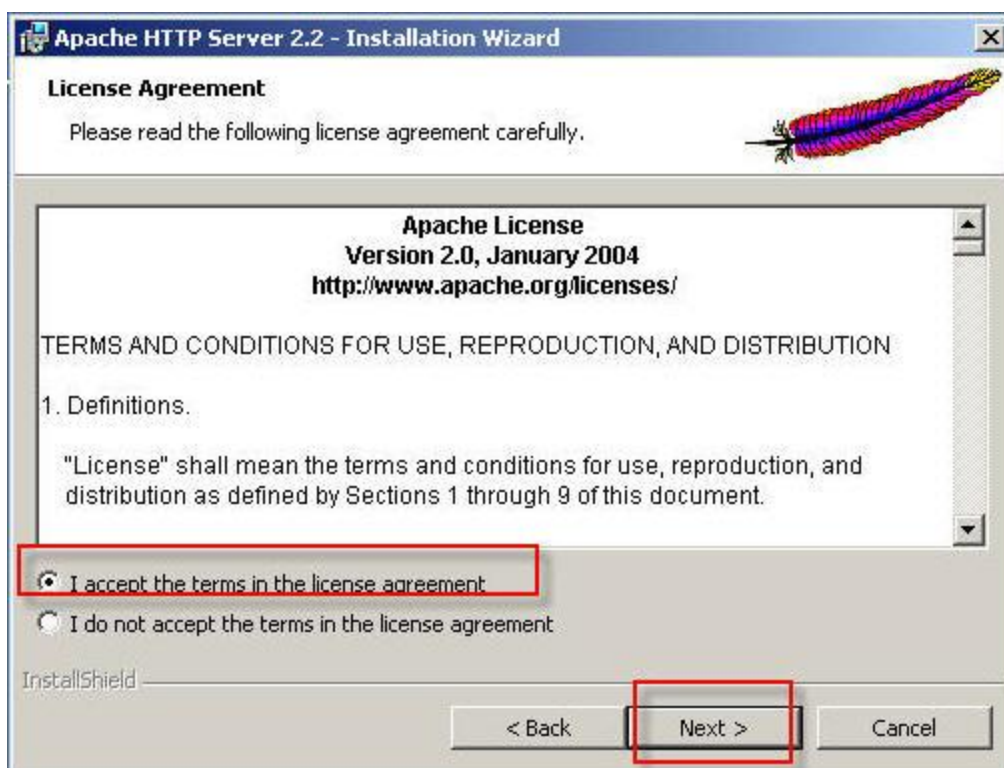 Apache HTTP Server 2.2 - Installation Wizard
License Agreement
Please read the following license agreement carefully.
Apache License
Version 2.0, January 2004
http://www.apache.org/licenses/
TERMS AND CONDITIONS FOR USE, REPRODUCTION, AND DISTRIBUTION
1. Definitions.
"License" shall mean the terms and conditions for use, reproduction, and
distribution as defined by Sections 1 through 9 of this document.
I accept the terms in the license agreement
I do not accept the terms in the license agreement
InstallShield
< Back
Next >
Cancel